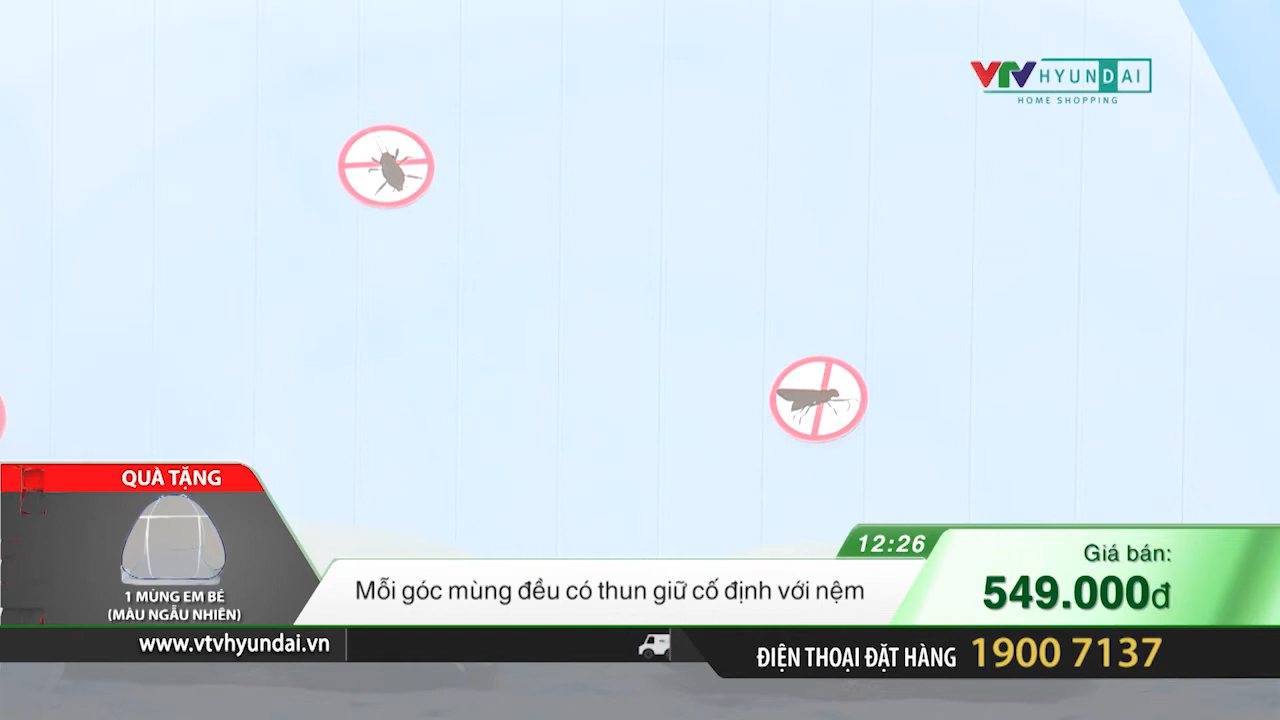 VTV HYUNDAI
HOME SHOPPING
QUÀ TẶNG
1 MÙNG EM BÉ
(MÀU NGẪU NHIÊN)
12:26
Mỗi góc mùng đều có thun giữ cố định với nệm
Giá bán:
549.000đ
www.vtvhyundai.vn
ĐIỆN THOẠI ĐẶT HÀNG 1900 7137